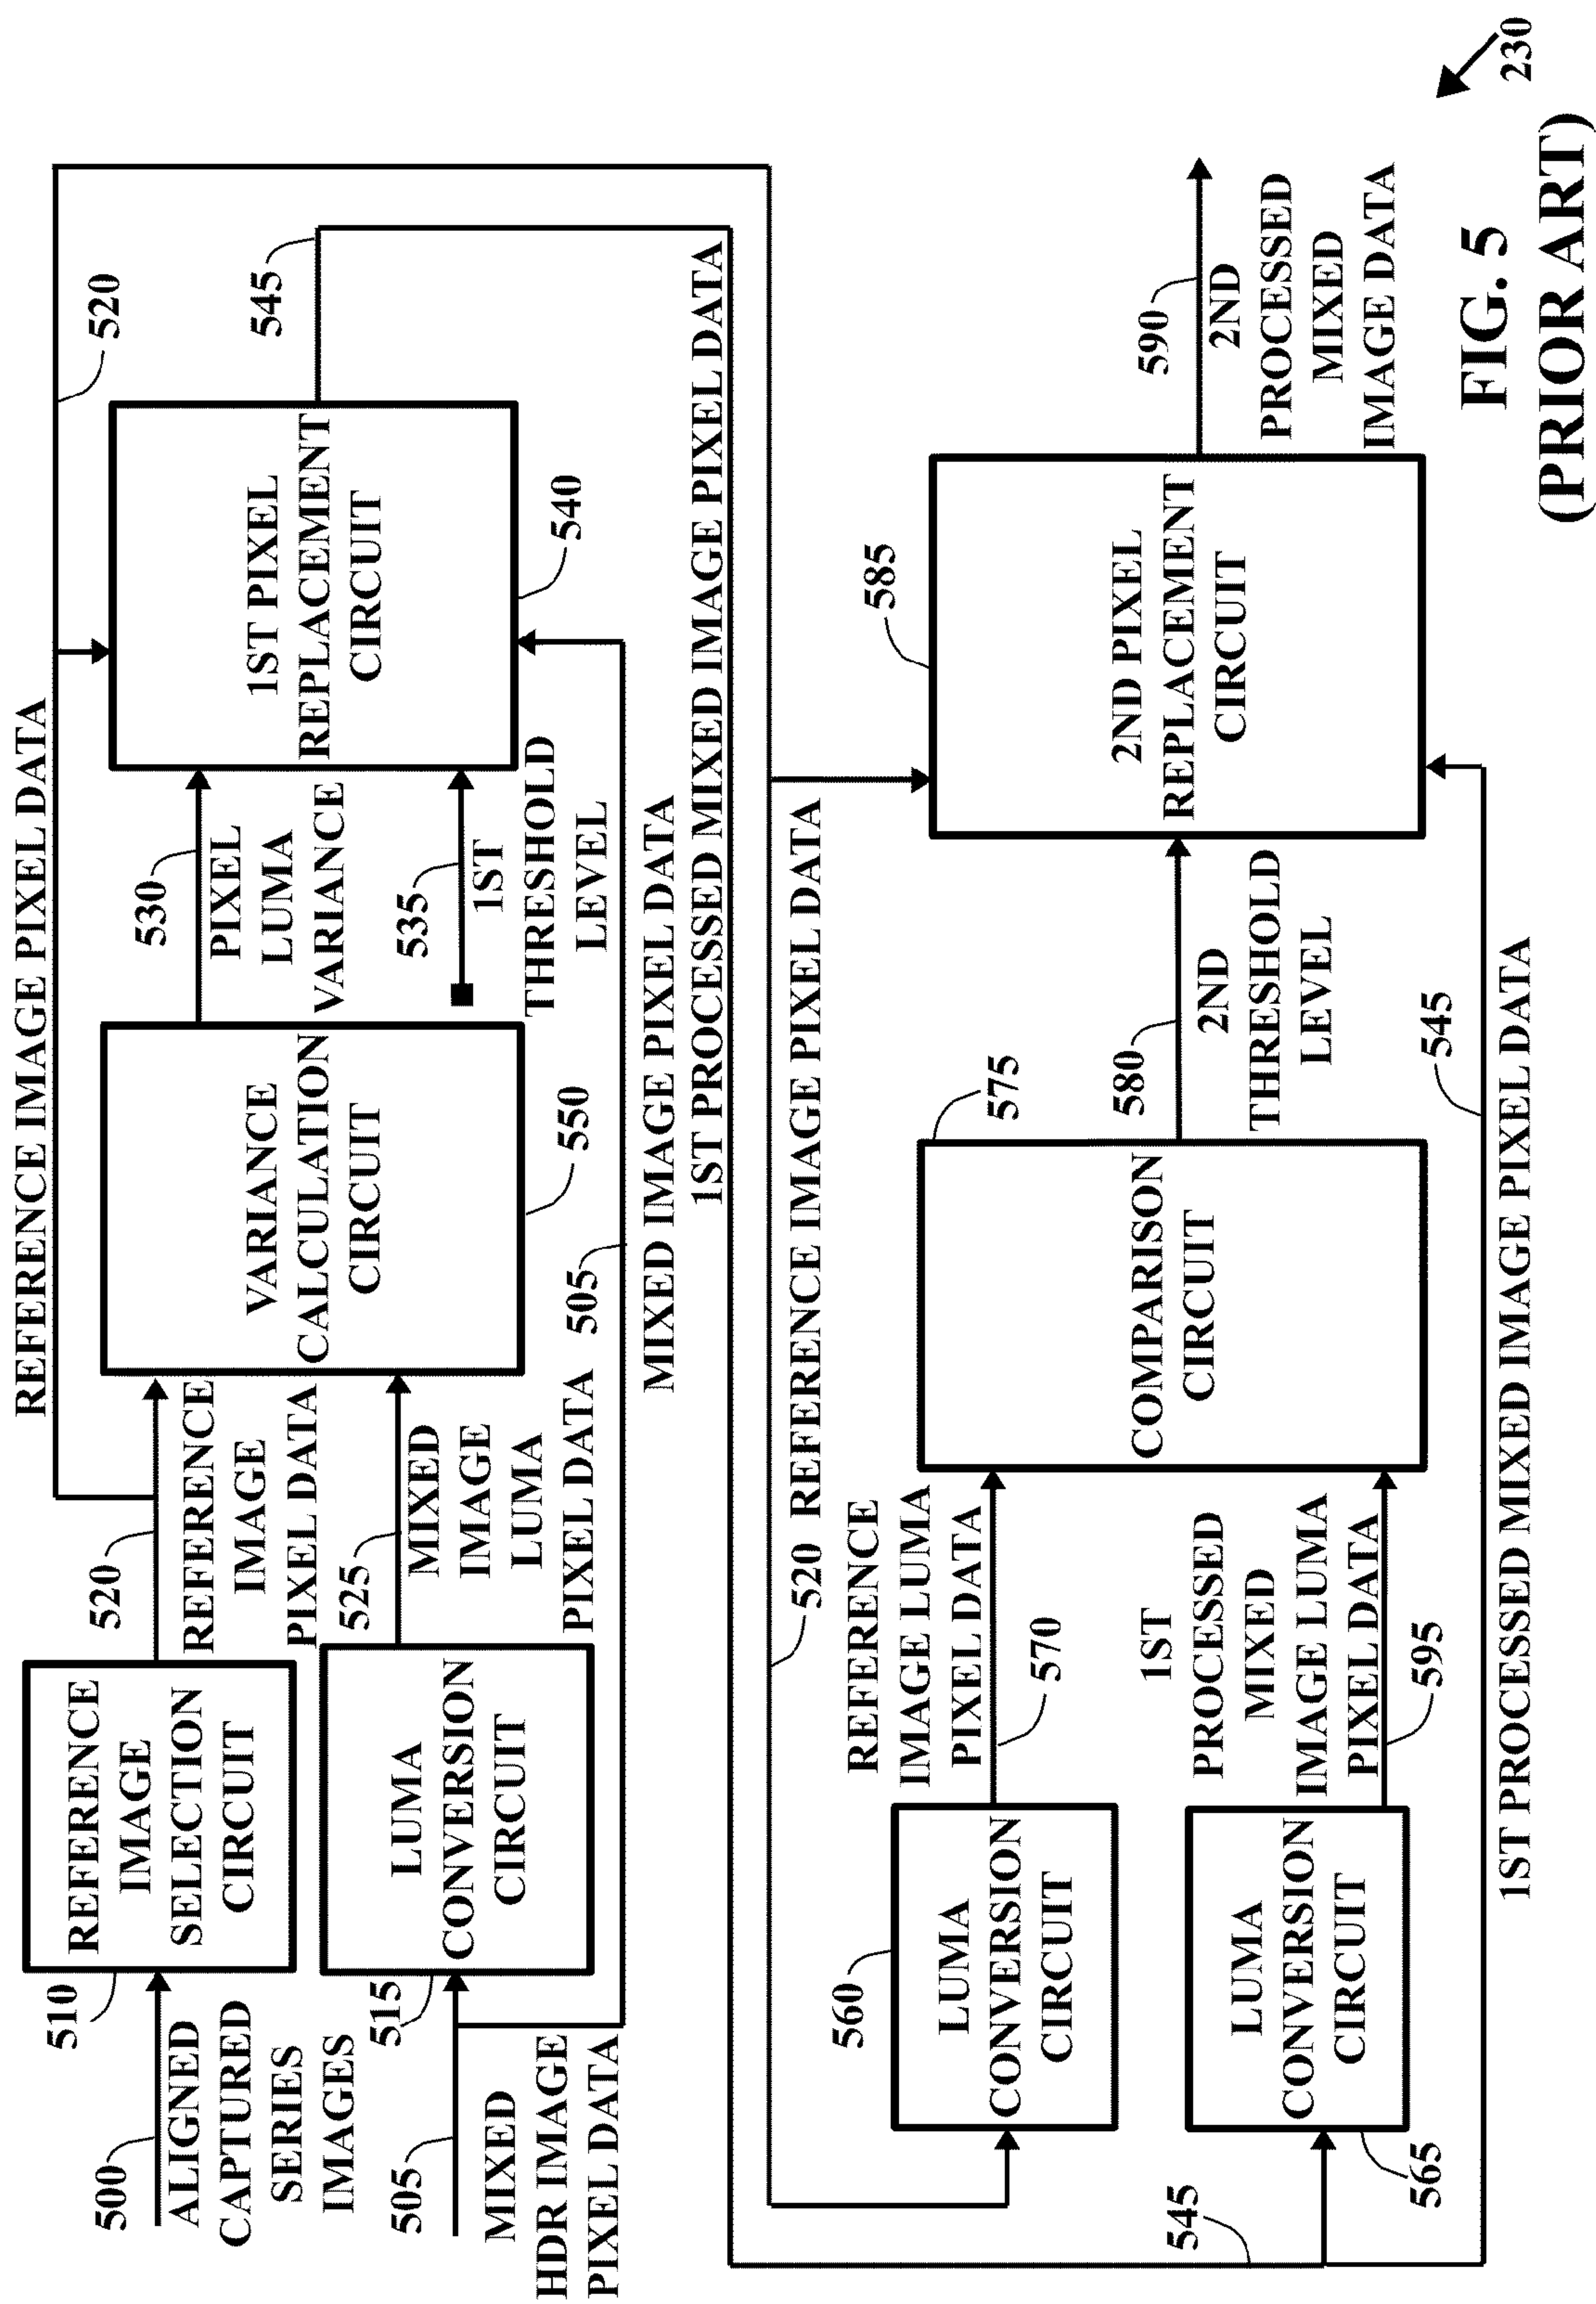 REFERENCE IMAGE PIXEL DATA
520
500
ALIGNED
CAPTURED
SERIES
IMAGES
510
REFERENCE
IMAGE
SELECTION
CIRCUIT
520
REFERENCE
IMAGE
PIXEL DATA
505
MIXED
HDR IMAGE
PIXEL DATA
515
LUMA
CONVERSION
CIRCUIT
525
MIXED
IMAGE
LUMA
PIXEL DATA
VARIANCE
CALCULATION
CIRCUIT
550
530
PIXEL
LUMA
VARIANCE
535
1ST
THRESHOLD
LEVEL
1ST PIXEL
REPLACEMENT
CIRCUIT
540
545
505
MIXED IMAGE PIXEL DATA
1ST PROCESSED MIXED IMAGE PIXEL DATA
520 REFERENCE IMAGE PIXEL DATA
560
LUMA
CONVERSION
CIRCUIT
REFERENCE
IMAGE LUMA
PIXEL DATA
570
545
LUMA
CONVERSION
CIRCUIT
565
1ST
PROCESSED
MIXED
IMAGE LUMA
PIXEL DATA
595
COMPARISON
CIRCUIT
575
580
2ND
THRESHOLD
LEVEL
585
2ND PIXEL
REPLACEMENT
CIRCUIT
590
2ND
PROCESSED
MIXED
IMAGE DATA
545
1ST PROCESSED MIXED IMAGE PIXEL DATA
FIG. 5
(PRIOR ART)
230